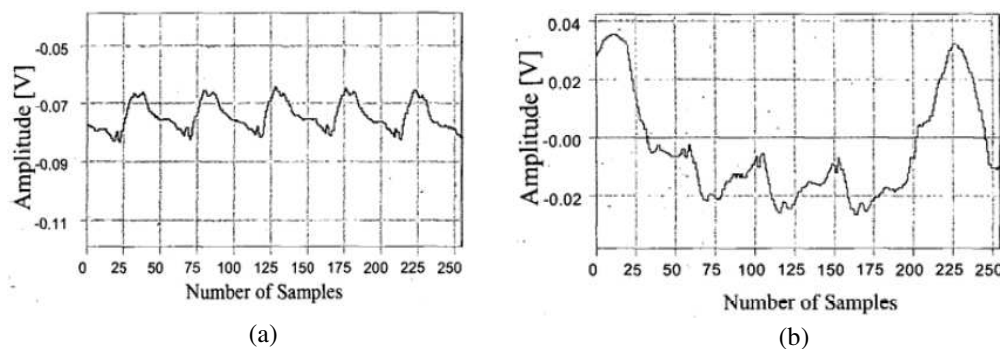 Amplitude [V]
-0.05
-0.07
-0.09
-0.11
0 25 50 75 100 125 150 175 200 225 250
Number of Samples
(a)
Amplitude [V]
0.04
0.02
-0.00
-0.02
0 25 50 75 100 125 150 175 200 225 250
Number of Samples
(b)